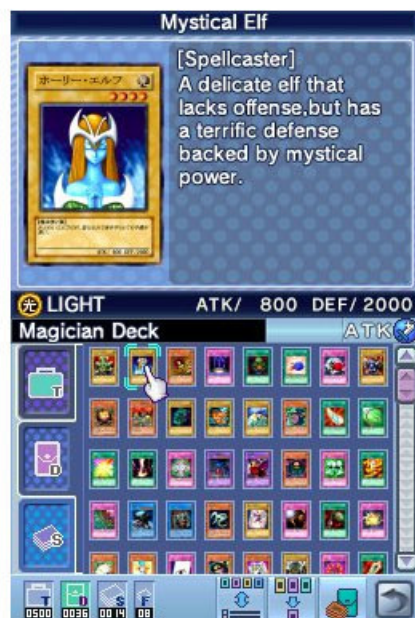 Mystical Elf
ホーリー・エルフ
[Spellcaster]
A delicate elf that
lacks offense,but has
a terrific defense
backed by mystical
power.
光 LIGHT ATK/ 800 DEF/ 2000
Magician Deck ATK
T
D
S
T D S F
0500 0036 0014 08